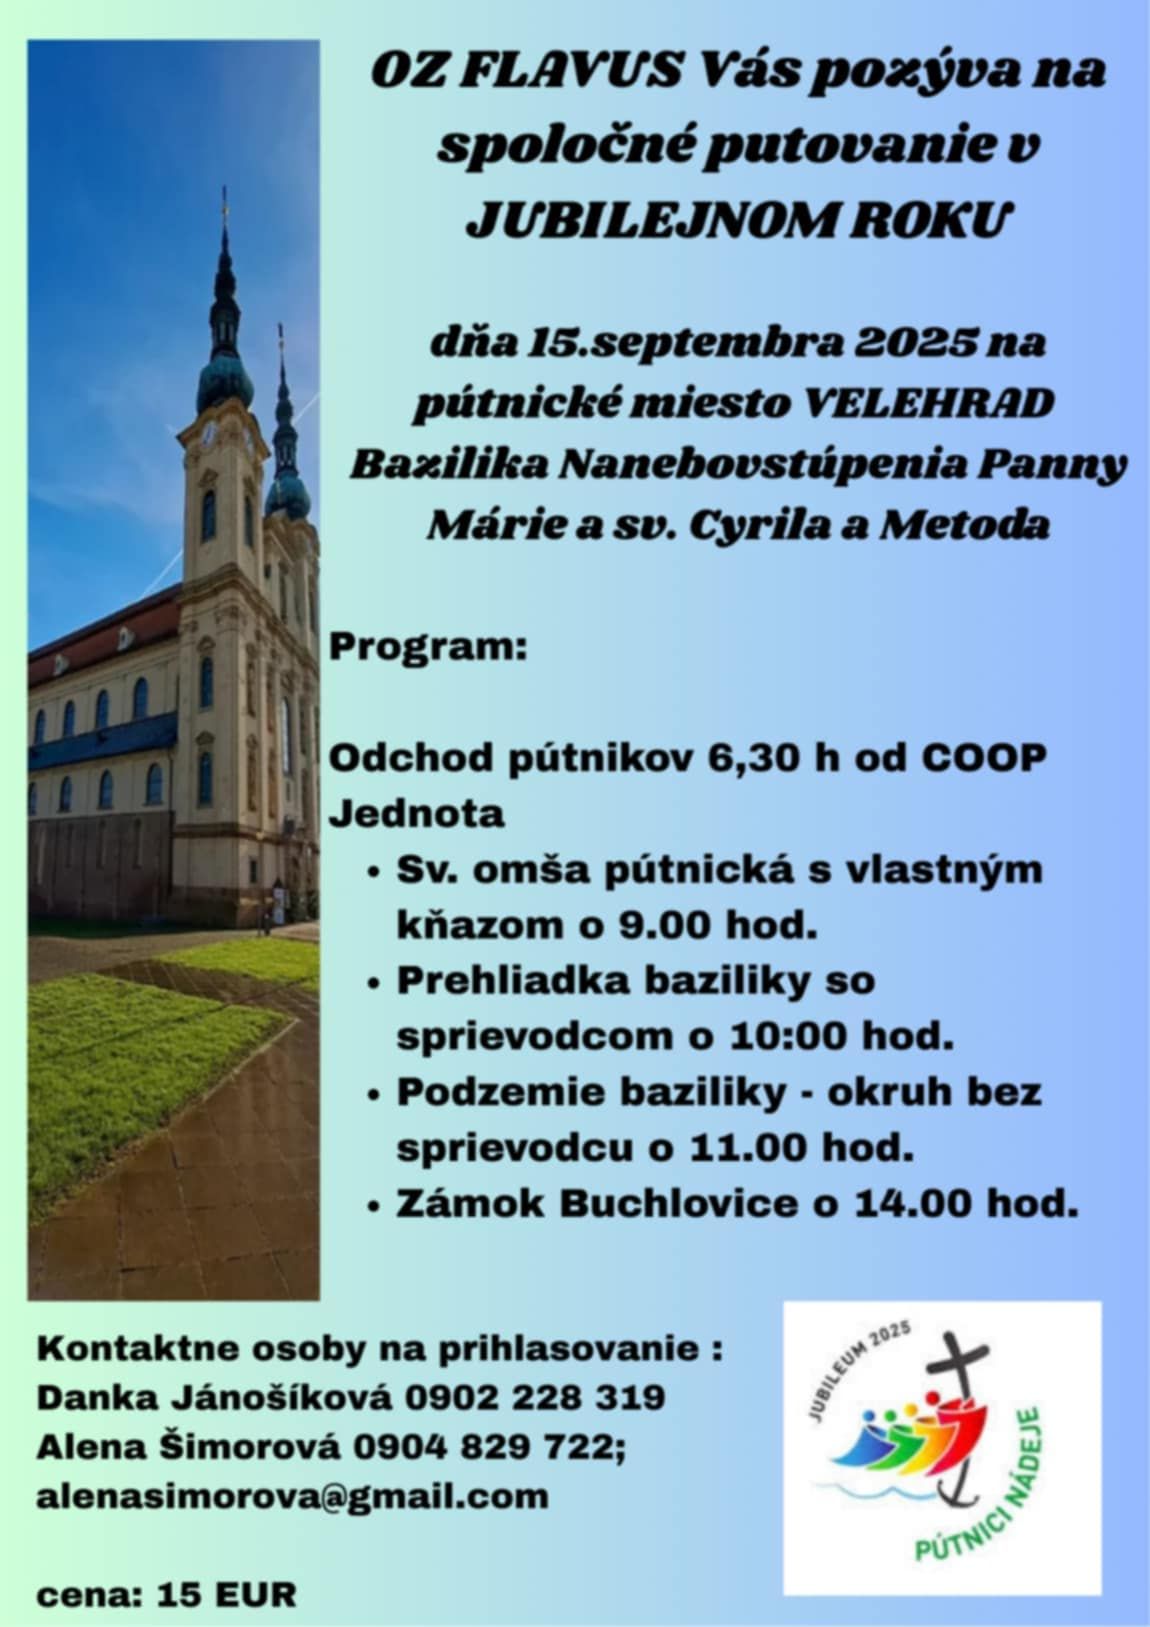 OZ FLAVUS Vás pozýva na
spoločné putovanie v
JUBILEJNOM ROKU
dňa 15.septembra 2025 na
pútnické miesto VELEHRAD
Bazilika Nanebovstúpenia Panny
Márie a sv. Cyrila a Metoda
Program:
Odchod pútnikov 6,30 h od COOP
Jednota
• Sv. omša pútnická s vlastným
kňazom o 9.00 hod.
• Prehliadka baziliky so
sprievodcom o 10:00 hod.
• Podzemie baziliky - okruh bez
sprievodcu o 11.00 hod.
• Zámok Buchlovice o 14.00 hod.
Kontaktne osoby na prihlasovanie :
Danka Jánošíková 0902 228 319
Alena Šimorová 0904 829 722;
alenasimorova@gmail.com
cena: 15 EUR
JUBILEUM 2025
PÚTNICI NÁDEJE